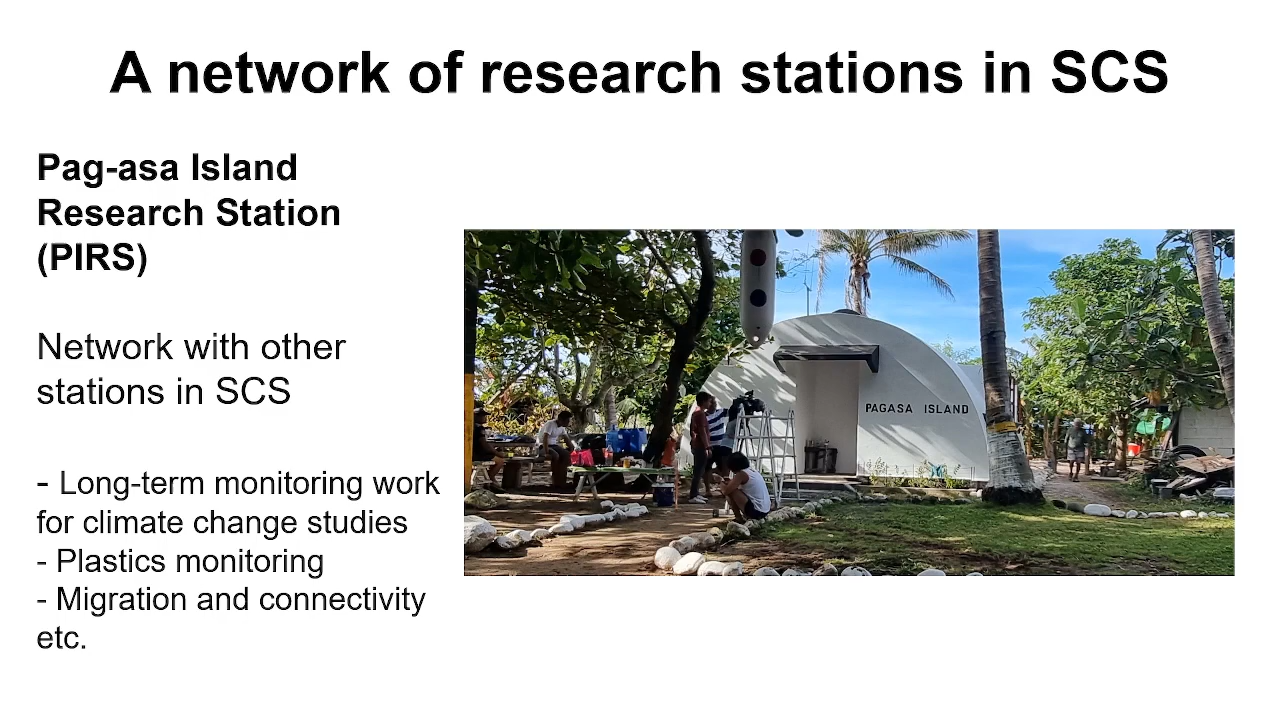 A network of research stations in SCS
Pag-asa Island
Research Station
(PIRS)
Network with other
stations in SCS
- Long-term monitoring work
for climate change studies
- Plastics monitoring
- Migration and connectivity
etc.
PAGASA ISLAND